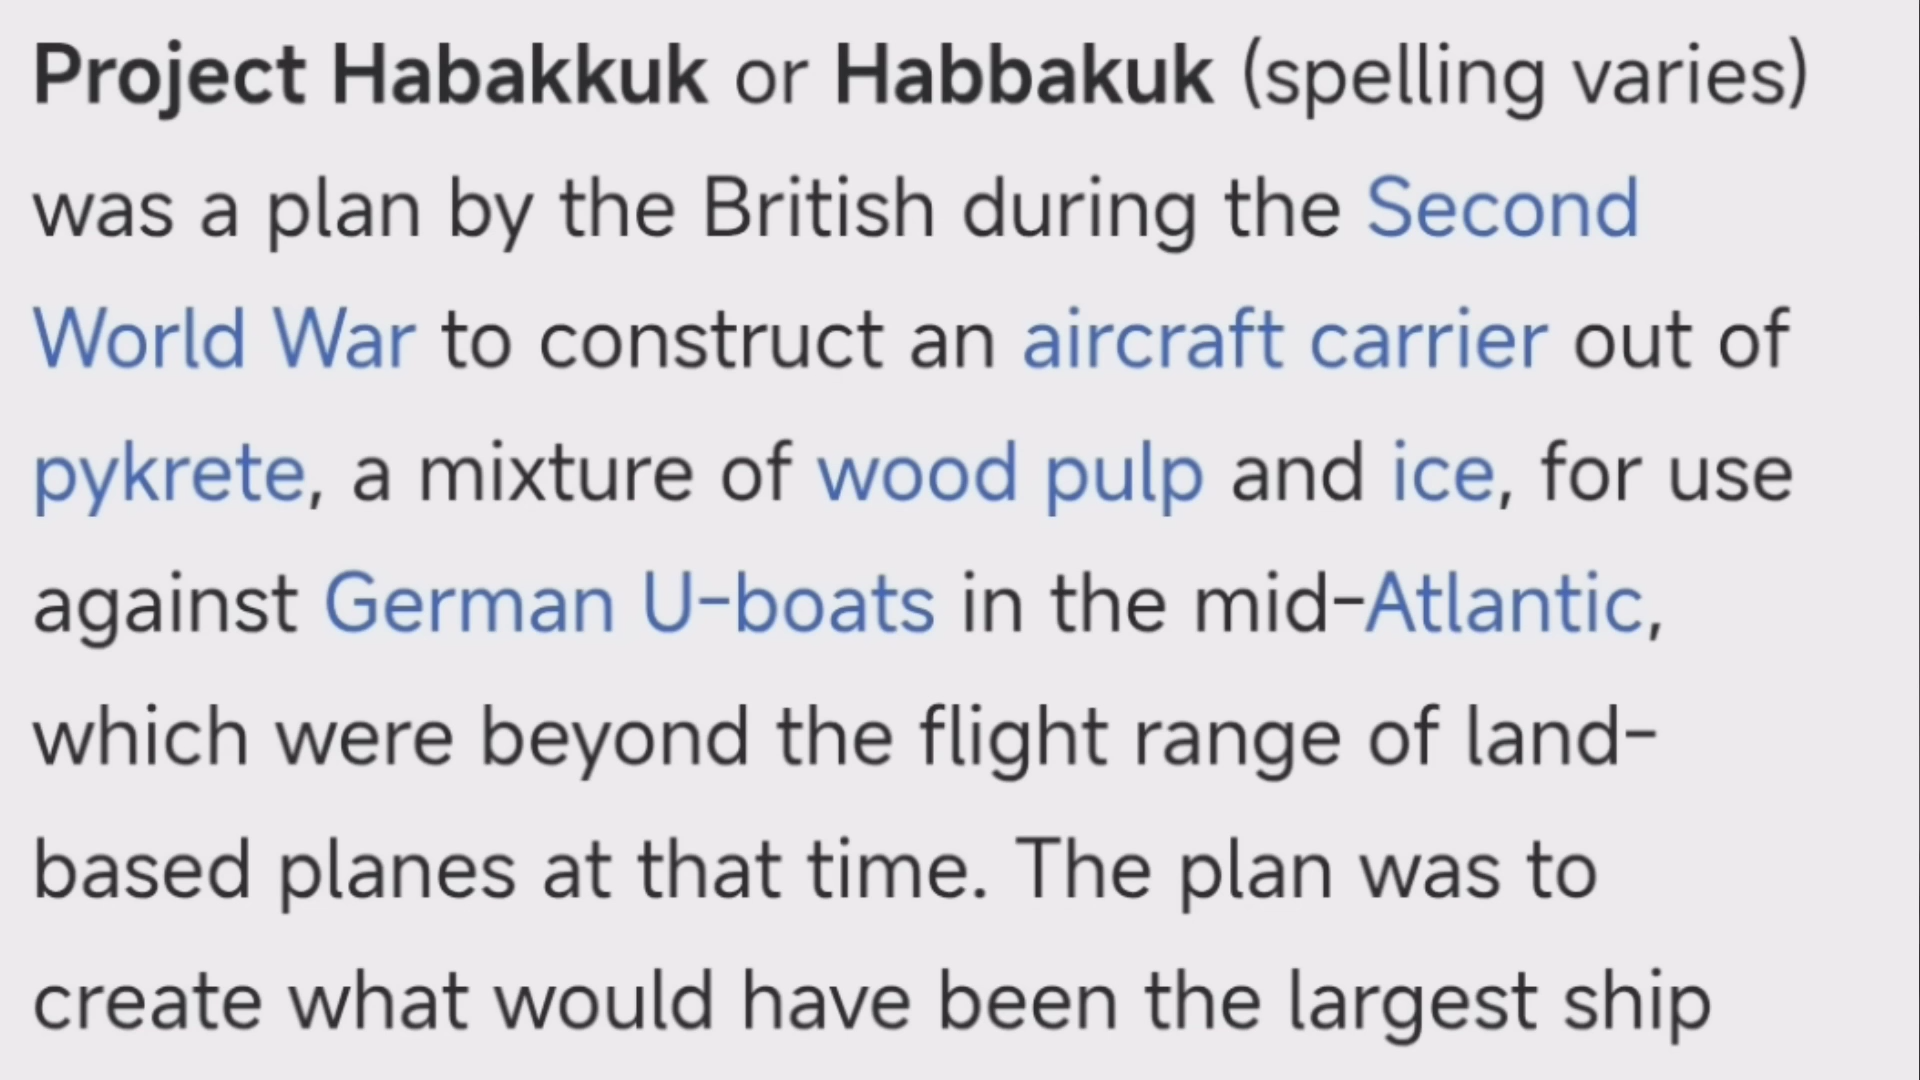 Project Habakkuk or Habbakuk (spelling varies)
was a plan by the British during the Second
World War to construct an aircraft carrier out of
pykrete, a mixture of wood pulp and ice, for use
against German U-boats in the mid-Atlantic,
which were beyond the flight range of land-
based planes at that time. The plan was to
create what would have been the largest ship